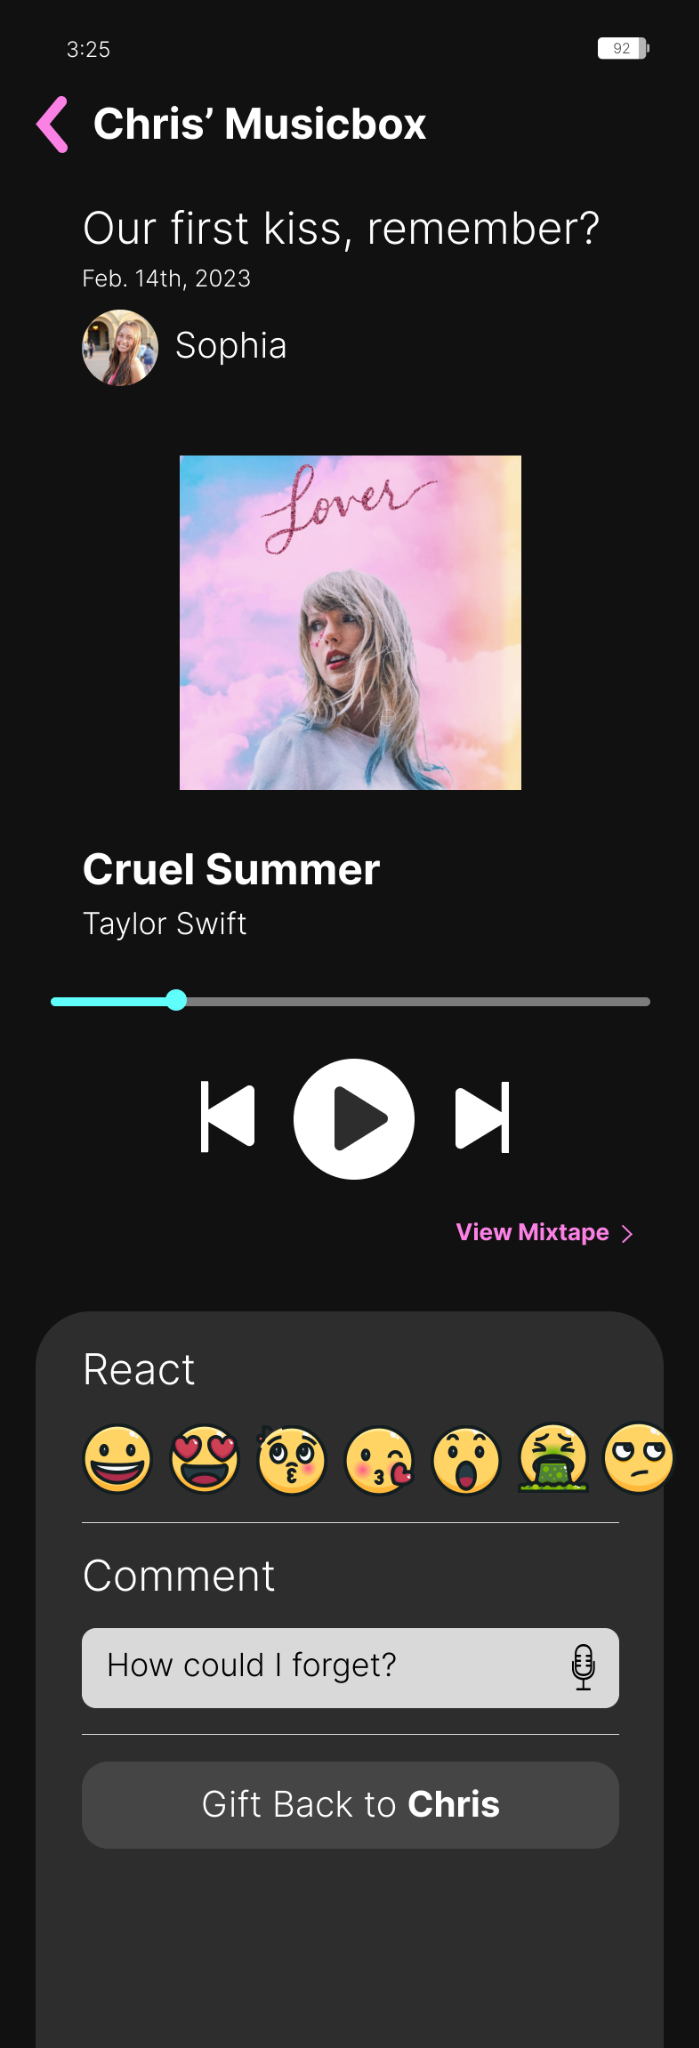 3:25
92
Chris’ Musicbox
Our first kiss, remember?
Feb. 14th, 2023
Sophia
Lover
Cruel Summer
Taylor Swift
View Mixtape
React
Comment
How could I forget?
Gift Back to Chris